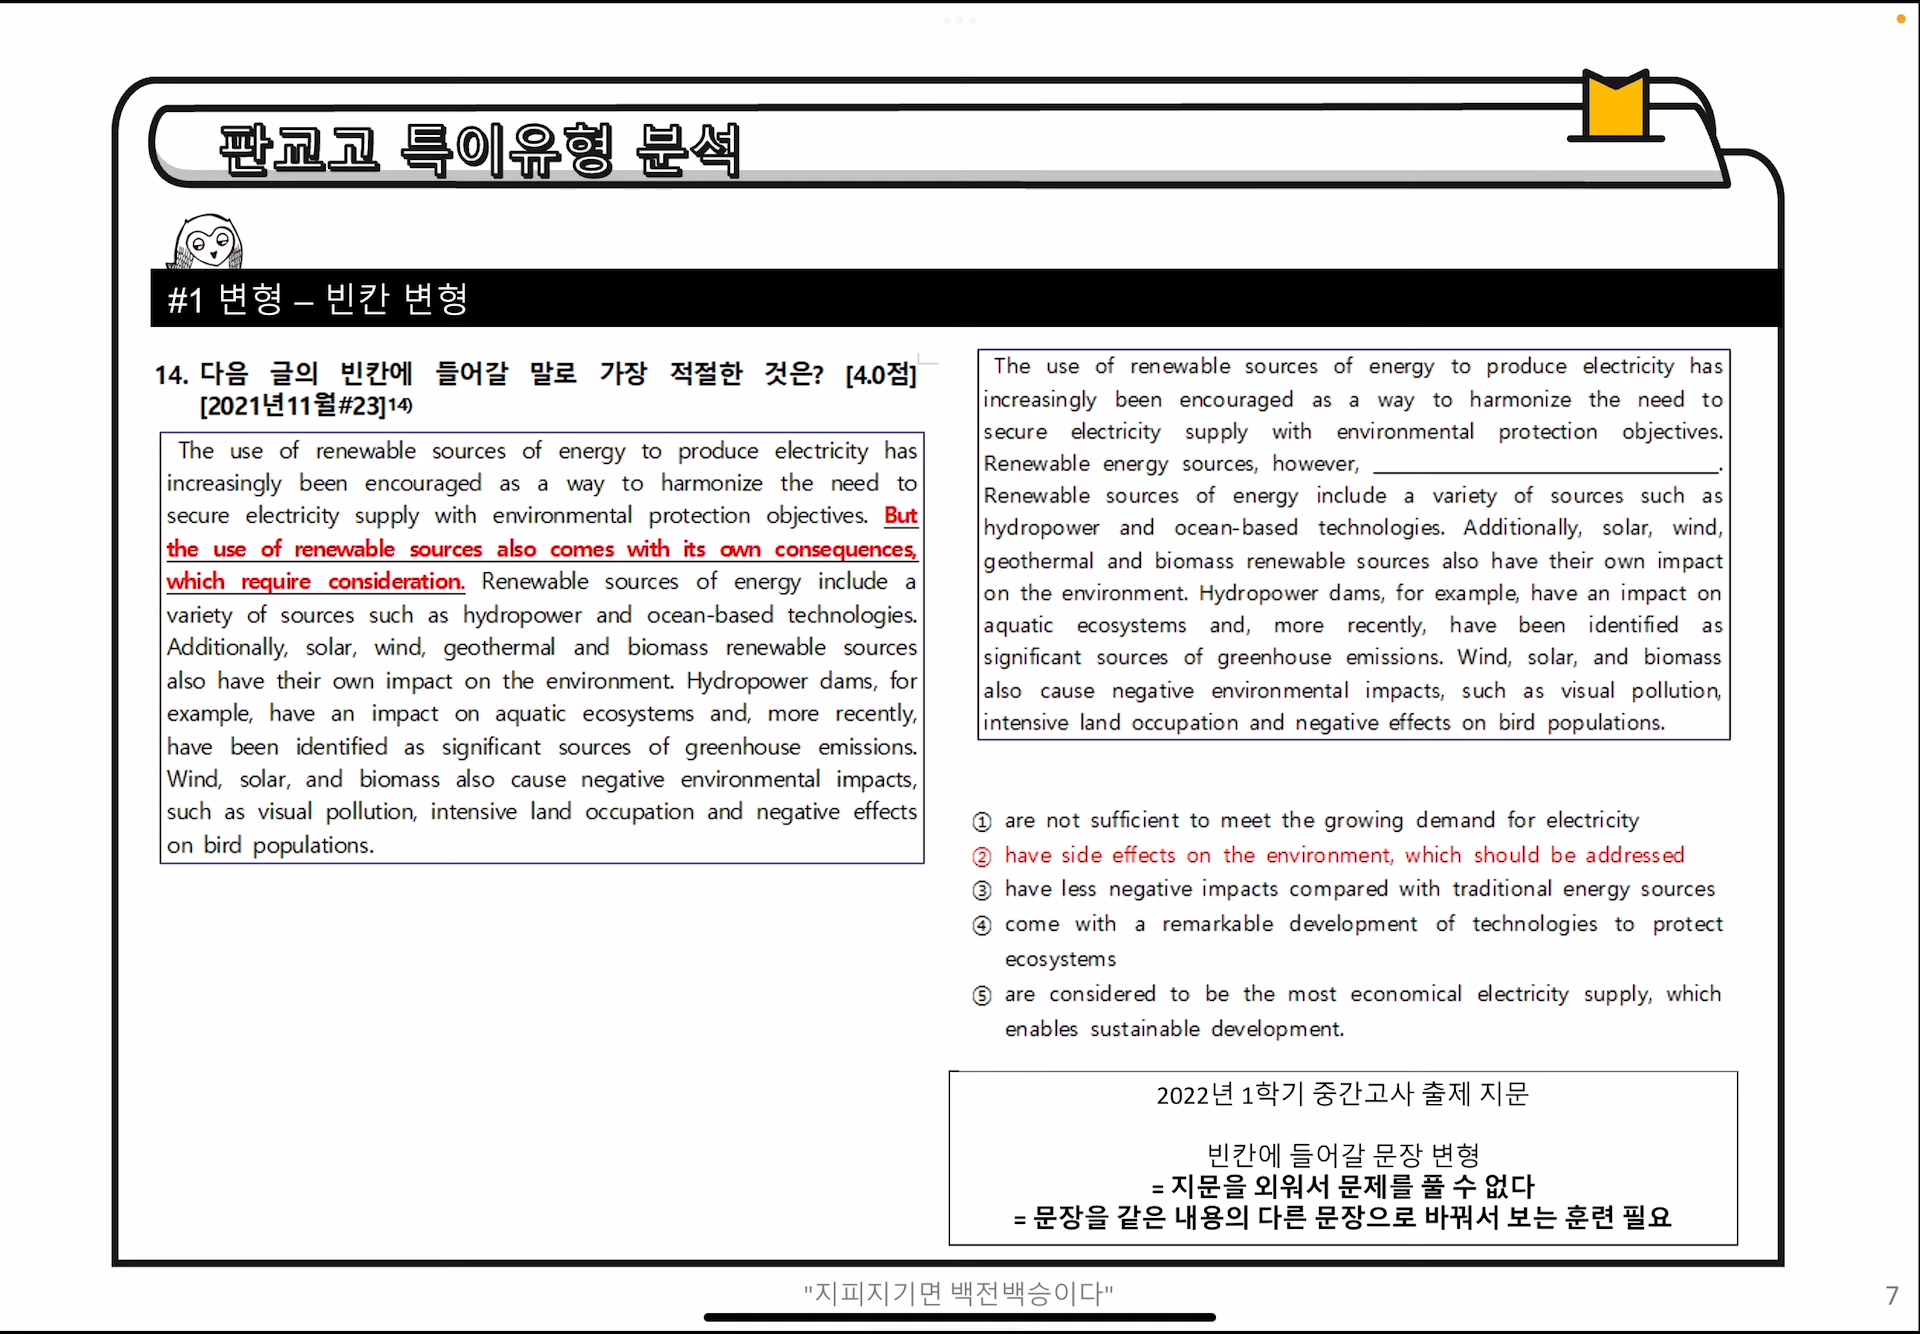 판교고 특이유형 분석
#1 변형 – 빈칸 변형
14. 다음 글의 빈칸에 들어갈 말로 가장 적절한 것은? [4.0점]
[2021년11월#23]14)
The use of renewable sources of energy to produce electricity has
increasingly been encouraged as a way to harmonize the need to
secure electricity supply with environmental protection objectives. But
the use of renewable sources also comes with its own consequences,
which require consideration. Renewable sources of energy include a
variety of sources such as hydropower and ocean-based technologies.
Additionally, solar, wind, geothermal and biomass renewable sources
also have their own impact on the environment. Hydropower dams, for
example, have an impact on aquatic ecosystems and, more recently,
have been identified as significant sources of greenhouse emissions.
Wind, solar, and biomass also cause negative environmental impacts,
such as visual pollution, intensive land occupation and negative effects
on bird populations.
The use of renewable sources of energy to produce electricity has
increasingly been encouraged as a way to harmonize the need to
secure electricity supply with environmental protection objectives.
Renewable energy sources, however, ______________________________.
Renewable sources of energy include a variety of sources such as
hydropower and ocean-based technologies. Additionally, solar, wind,
geothermal and biomass renewable sources also have their own impact
on the environment. Hydropower dams, for example, have an impact on
aquatic ecosystems and, more recently, have been identified as
significant sources of greenhouse emissions. Wind, solar, and biomass
also cause negative environmental impacts, such as visual pollution,
intensive land occupation and negative effects on bird populations.
① are not sufficient to meet the growing demand for electricity
② have side effects on the environment, which should be addressed
③ have less negative impacts compared with traditional energy sources
④ come with a remarkable development of technologies to protect
ecosystems
⑤ are considered to be the most economical electricity supply, which
enables sustainable development.
2022년 1학기 중간고사 출제 지문
빈칸에 들어갈 문장 변형
= 지문을 외워서 문제를 풀 수 없다
= 문장을 같은 내용의 다른 문장으로 바꿔서 보는 훈련 필요
"지피지기면 백전백승이다"
7